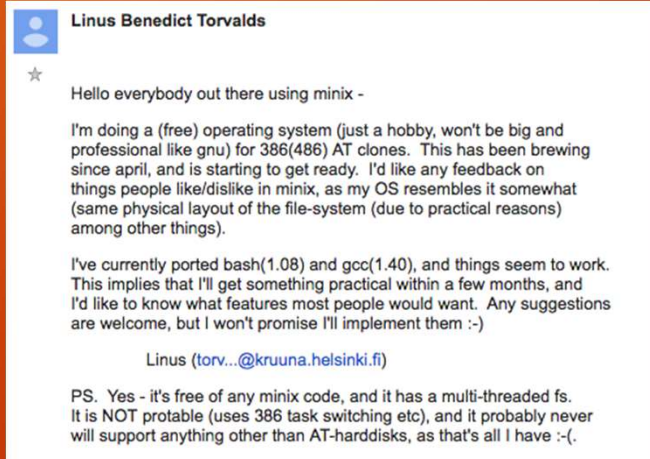 Linus Benedict Torvalds
Hello everybody out there using minix -
I'm doing a (free) operating system (just a hobby, won't be big and
professional like gnu) for 386(486) AT clones.  This has been brewing
since april, and is starting to get ready.  I'd like any feedback on
things people like/dislike in minix, as my OS resembles it somewhat
(same physical layout of the file-system (due to practical reasons)
among other things).
I've currently ported bash(1.08) and gcc(1.40), and things seem to work.
This implies that I'll get something practical within a few months, and
I'd like to know what features most people would want.  Any suggestions
are welcome, but I won't promise I'll implement them :-)
Linus (torv...@kruuna.helsinki.fi)
PS.  Yes - it's free of any minix code, and it has a multi-threaded fs.
It is NOT protable (uses 386 task switching etc), and it probably never
will support anything other than AT-harddisks, as that's all I have :-(.